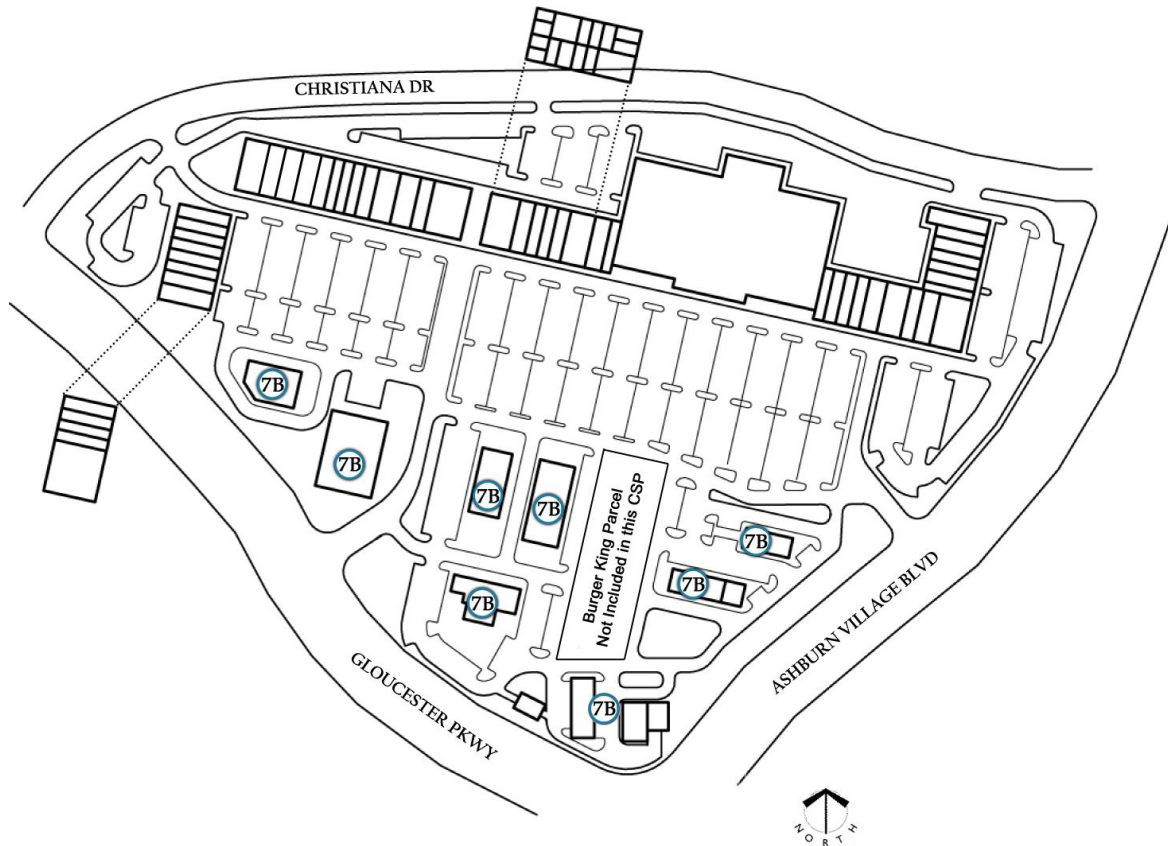 CHRISTIANA DR
7B
7B
7B
7B
Burger King Parcel
Not Included in this CSP
7B
7B
7B
7B
GLOUCESTER PKWY
ASHBURN VILLAGE BLVD
NORTH